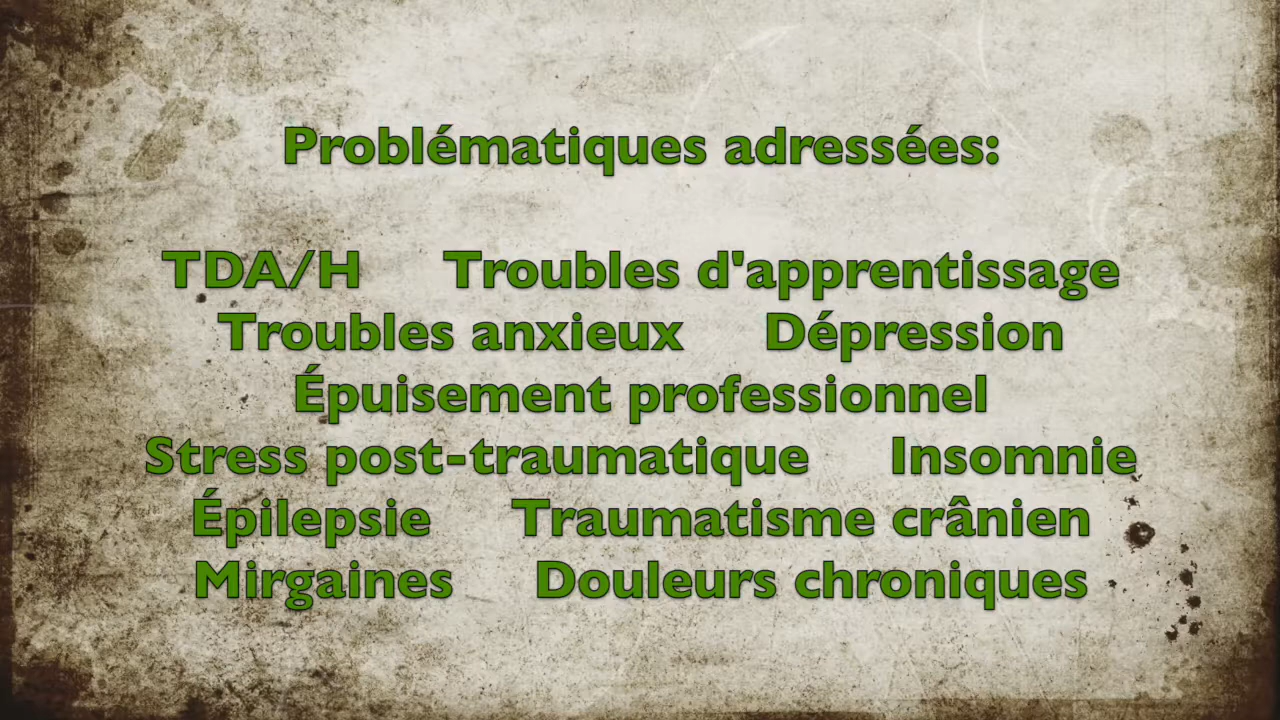 Problématiques adressées:
TDA/H Troubles d'apprentissage
Troubles anxieux Dépression
Épuisement professionnel
Stress post-traumatique Insomnie
Épilepsie Traumatisme crânien
Mirgaines Douleurs chroniques